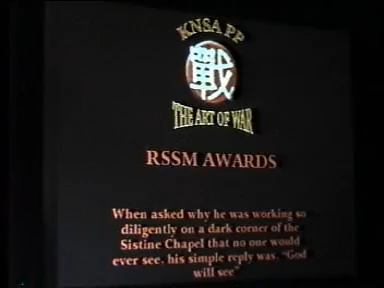 KNSA PP
戰
THE ART OF WAR
RSSM AWARDS
When asked why he was working so
diligently on a dark corner of the
Sistine Chapel that no one would
ever see, his simple reply was, "God
will see"